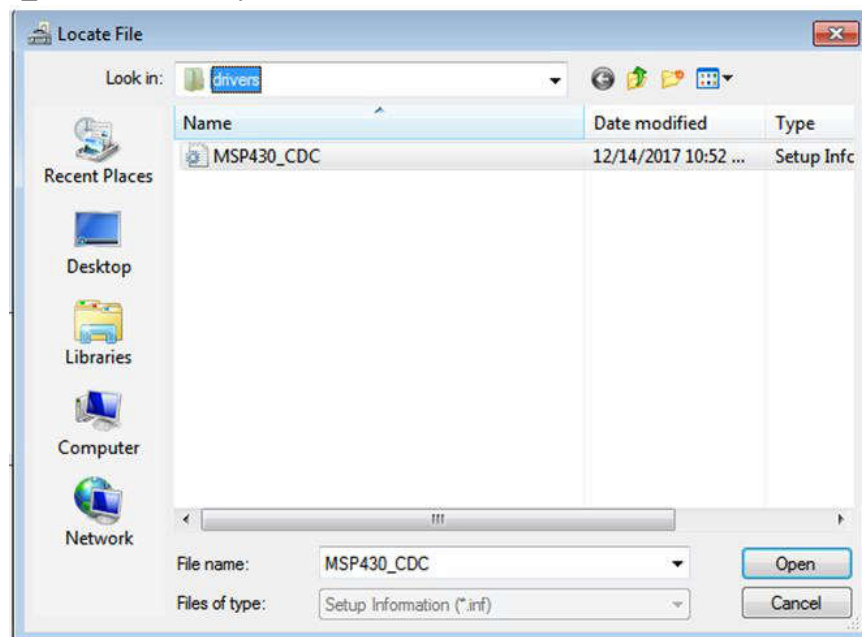 Locate File
Look in: drivers
Name Date modified Type
MSP430_CDC 12/14/2017 10:52 ... Setup Infc
Recent Places
Desktop
Libraries
Computer
Network
File name: MSP430_CDC Open
Files of type: Setup Information (*.inf) Cancel